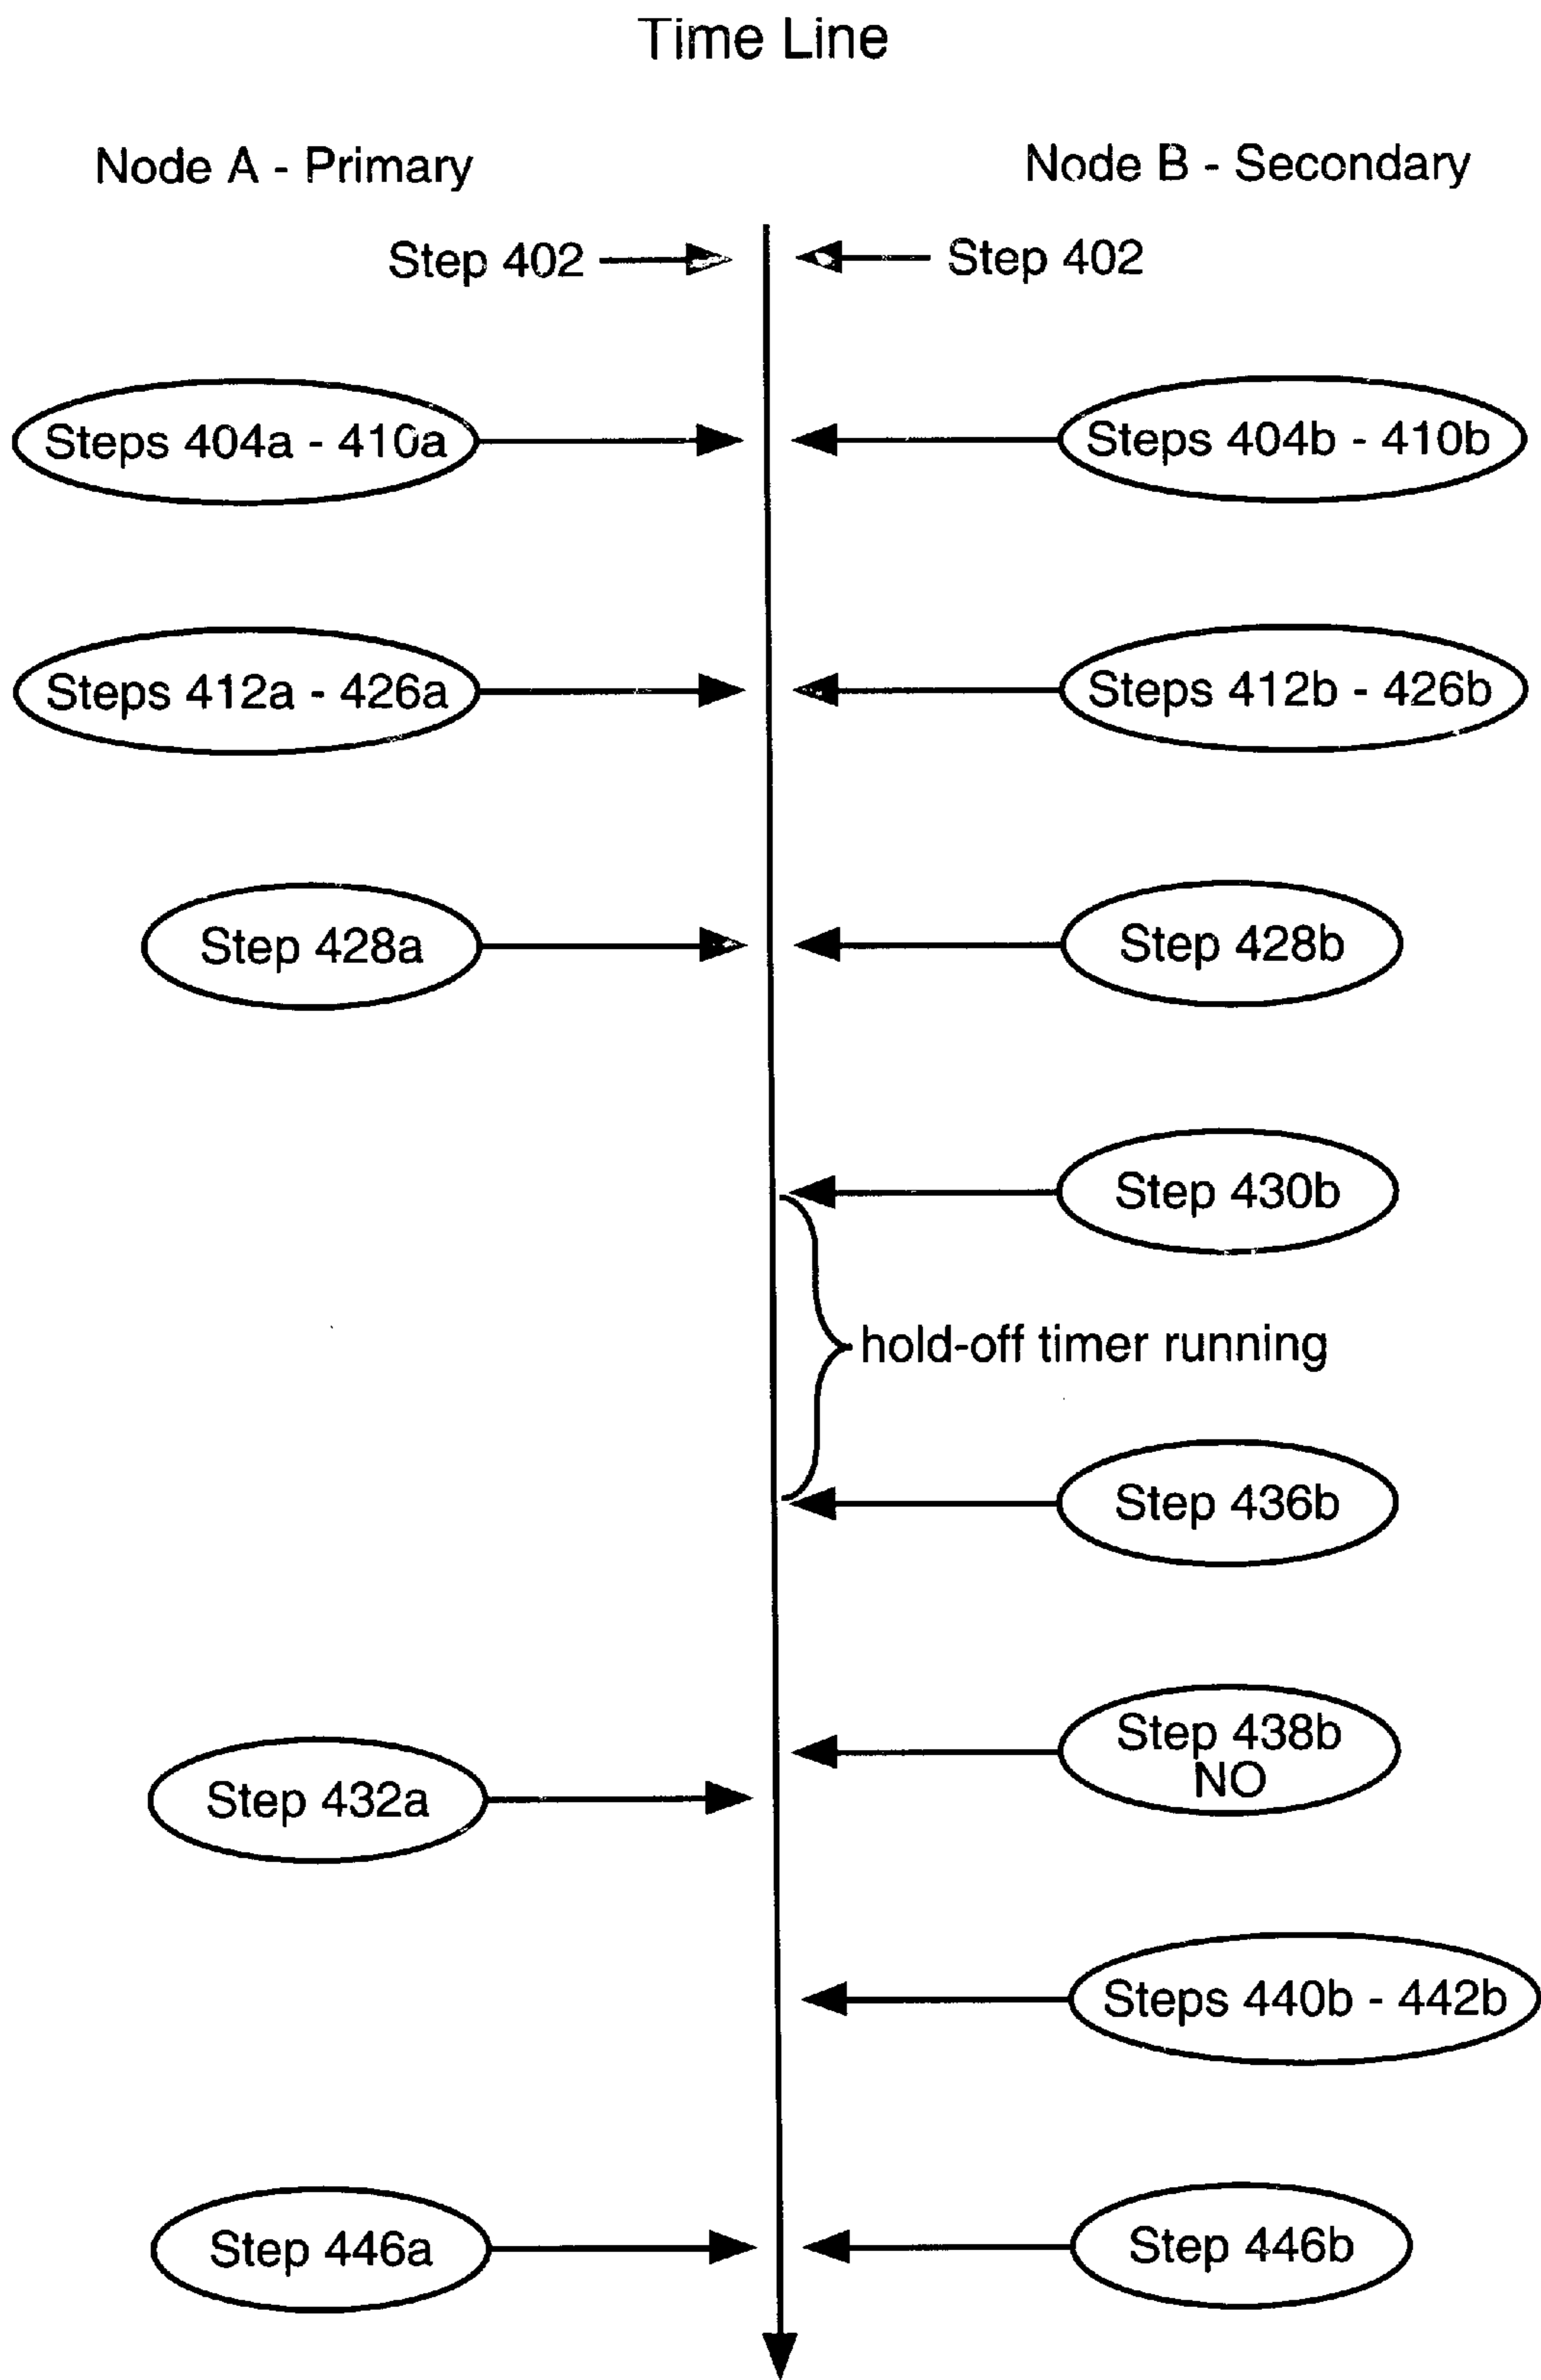 Time Line
Node A - Primary
Node B - Secondary
Step 402
Step 402
Steps 404a - 410a
Steps 404b - 410b
Steps 412a - 426a
Steps 412b - 426b
Step 428a
Step 428b
Step 430b
hold-off timer running
Step 436b
Step 438b
NO
Step 432a
Steps 440b - 442b
Step 446a
Step 446b